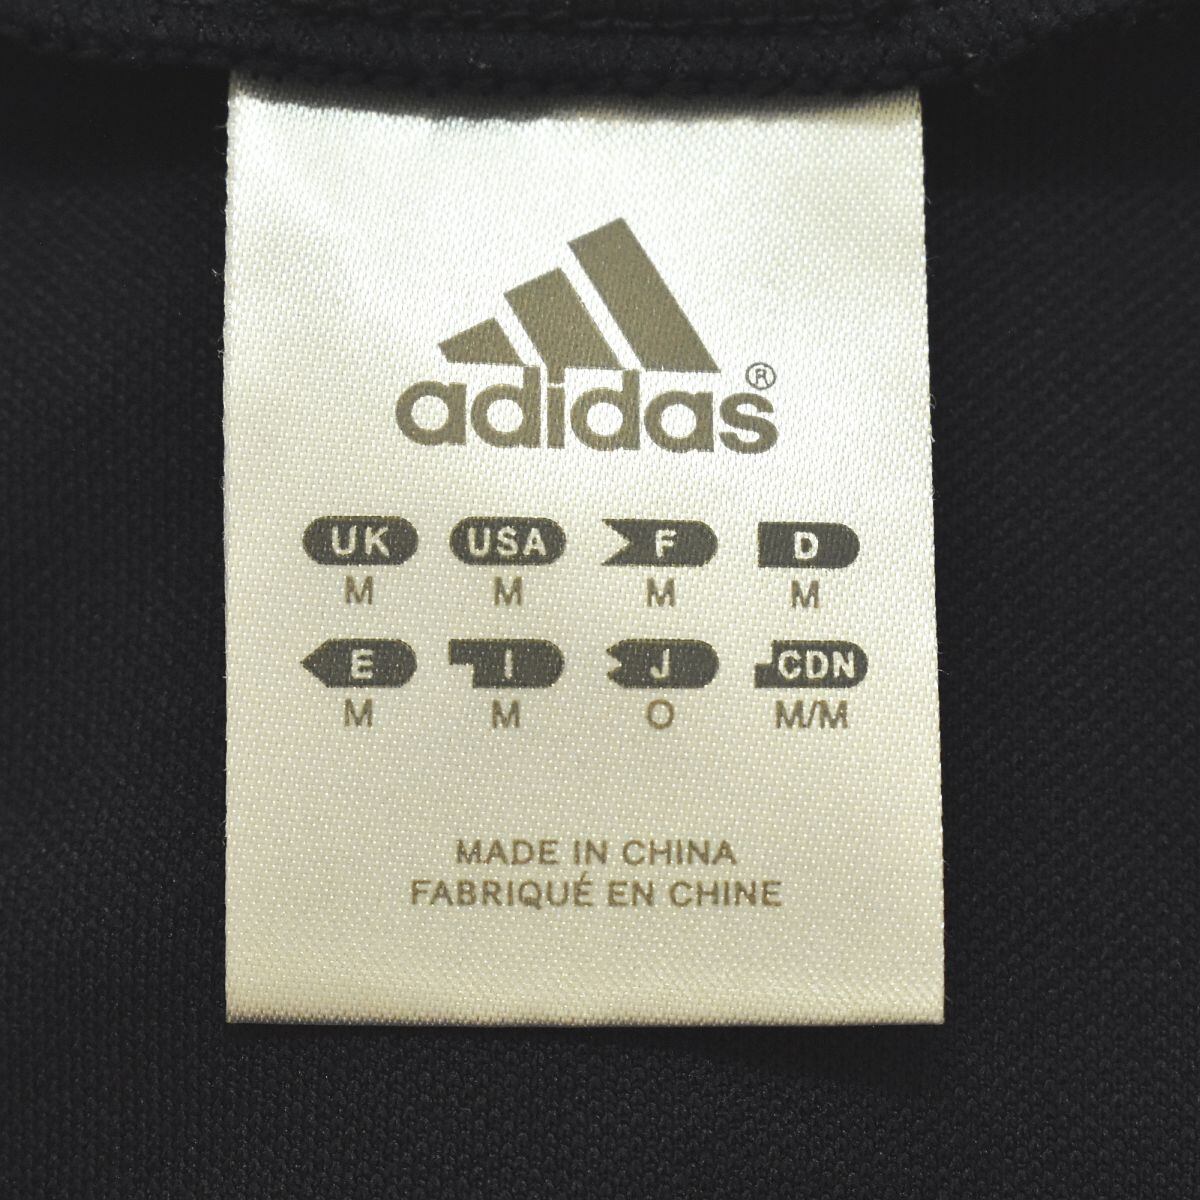 adidas®
UK USA F D
M M M M
E I J CDN
M M O M/M
MADE IN CHINA
FABRIQUÉ EN CHINE